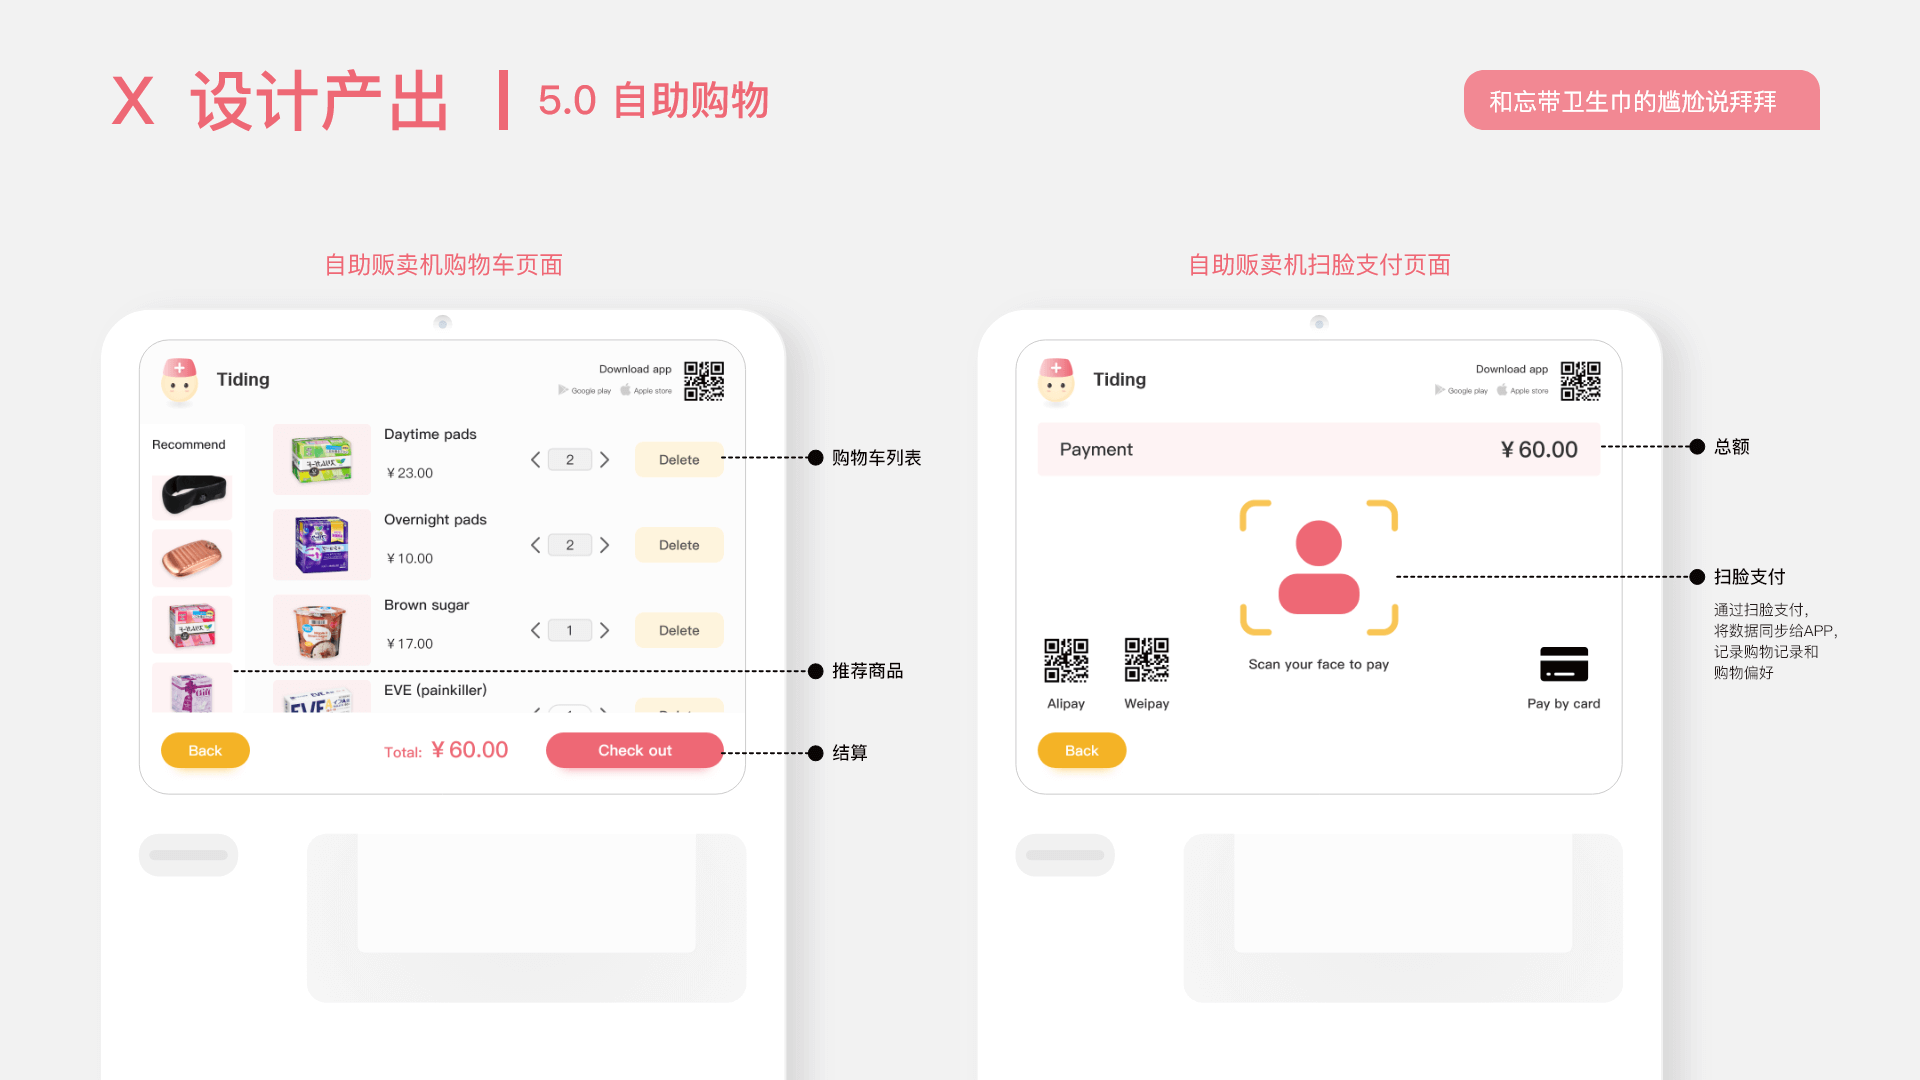 X 设计产出
5.0 自助购物
和忘带卫生巾的尴尬说拜拜
自助贩卖机购物车页面
Tiding
Download app
Google play
Apple store
Recommend
Daytime pads
¥ 23.00
2
Delete
Overnight pads
¥ 10.00
2
Delete
Brown sugar
¥ 17.00
1
Delete
EVE (painkiller)
EVE
Back
Total: ¥ 60.00
Check out
购物车列表
推荐商品
结算
自助贩卖机扫脸支付页面
Tiding
Download app
Google play
Apple store
Payment
¥ 60.00
Scan your face to pay
Alipay
Weipay
Pay by card
Back
总额
扫脸支付
通过扫脸支付，
将数据同步给APP，
记录购物记录和
购物偏好